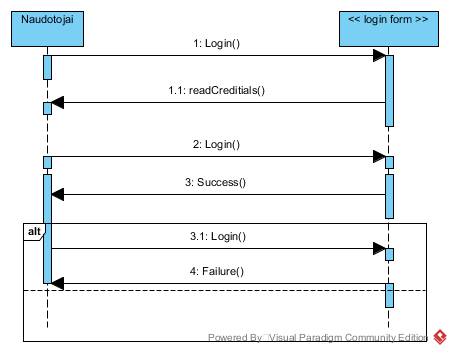 Naudotojai
<< login form >>
1: Login()
1.1: readCreditials()
2: Login()
3: Success()
alt
3.1: Login()
4: Failure()
Powered By Visual Paradigm Community Edition